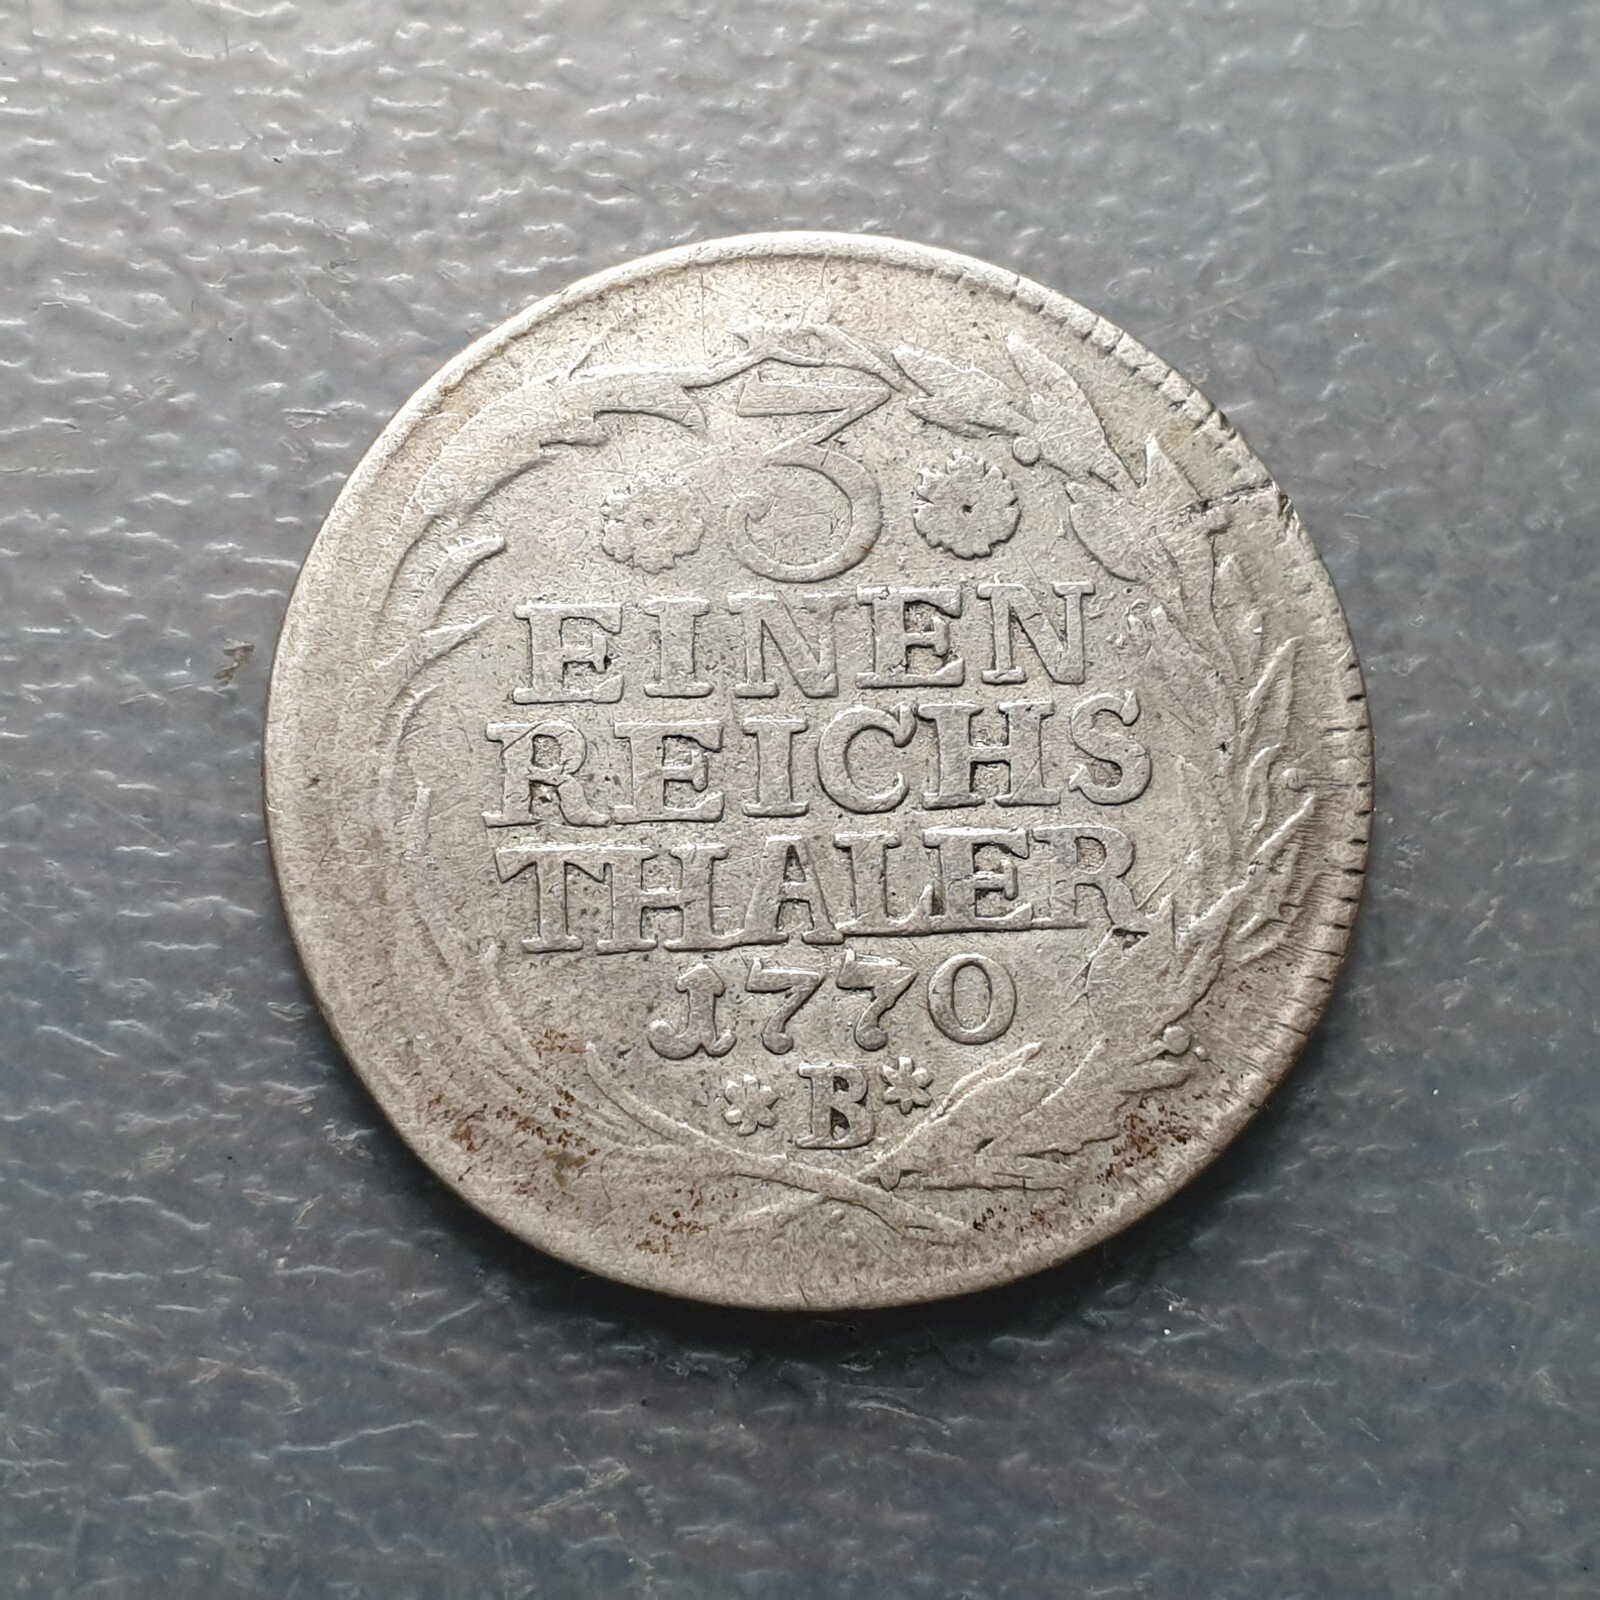 3
EINEN
REICHS
THALER
1770
B